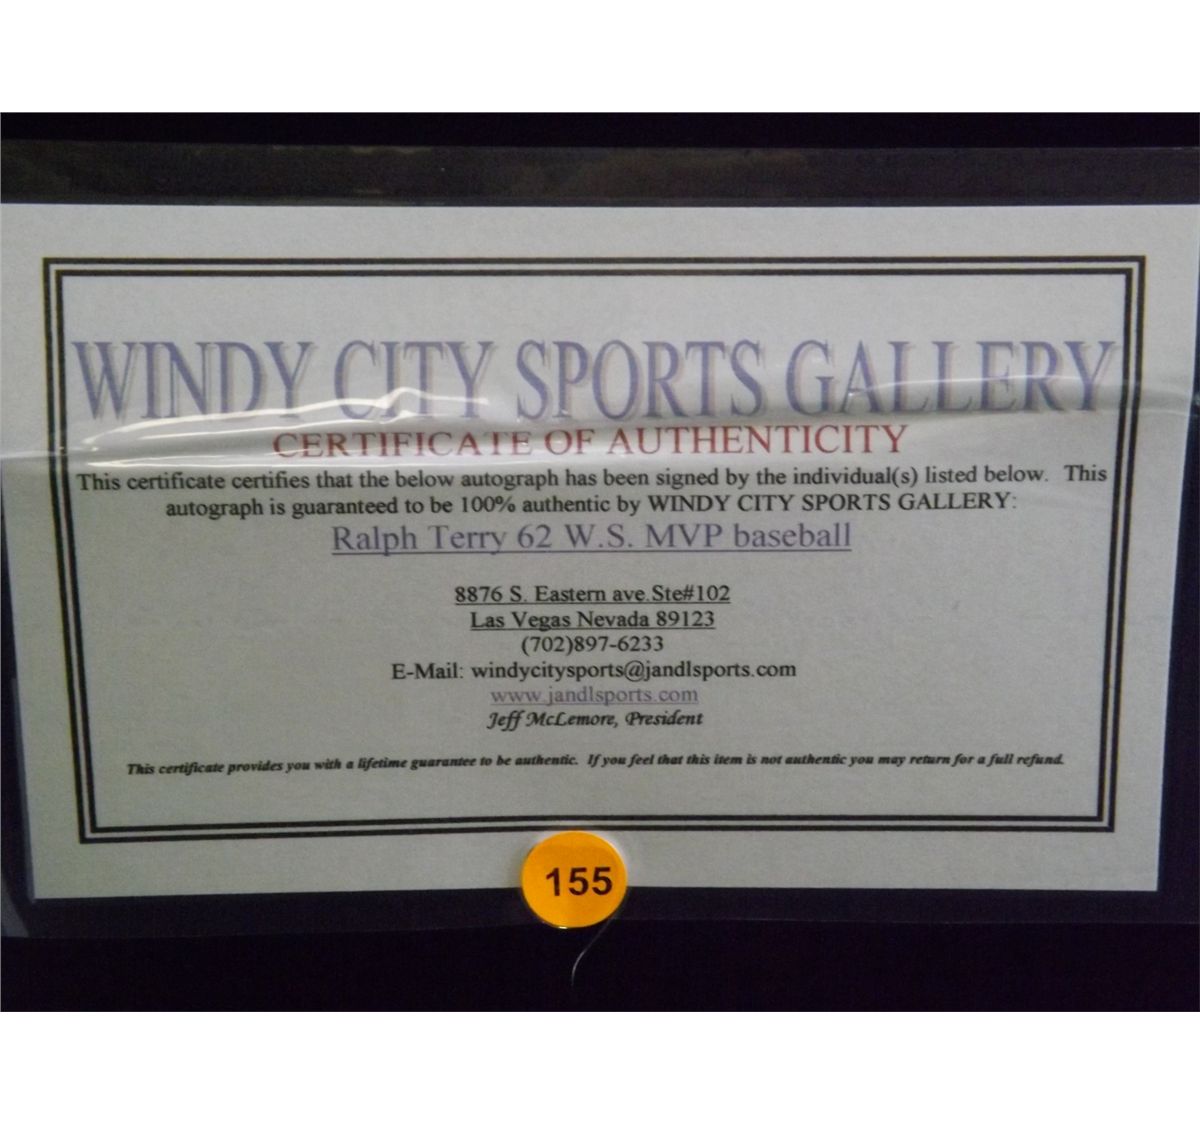 WINDY CITY SPORTS GALLERY
CERTIFICATE OF AUTHENTICITY
This certificate certifies that the below autograph has been signed by the individual(s) listed below. This
autograph is guaranteed to be 100% authentic by WINDY CITY SPORTS GALLERY:
Ralph Terry 62 W.S. MVP baseball
8876 S. Eastern ave.Ste#102
Las Vegas Nevada 89123
(702)897-6233
E-Mail: windycitysports@jandlsports.com
www.jandlsports.com
Jeff McLemore, President
This certificate provides you with a lifetime guarantee to be authentic. If you feel that this item is not authentic you may return for a full refund.
155